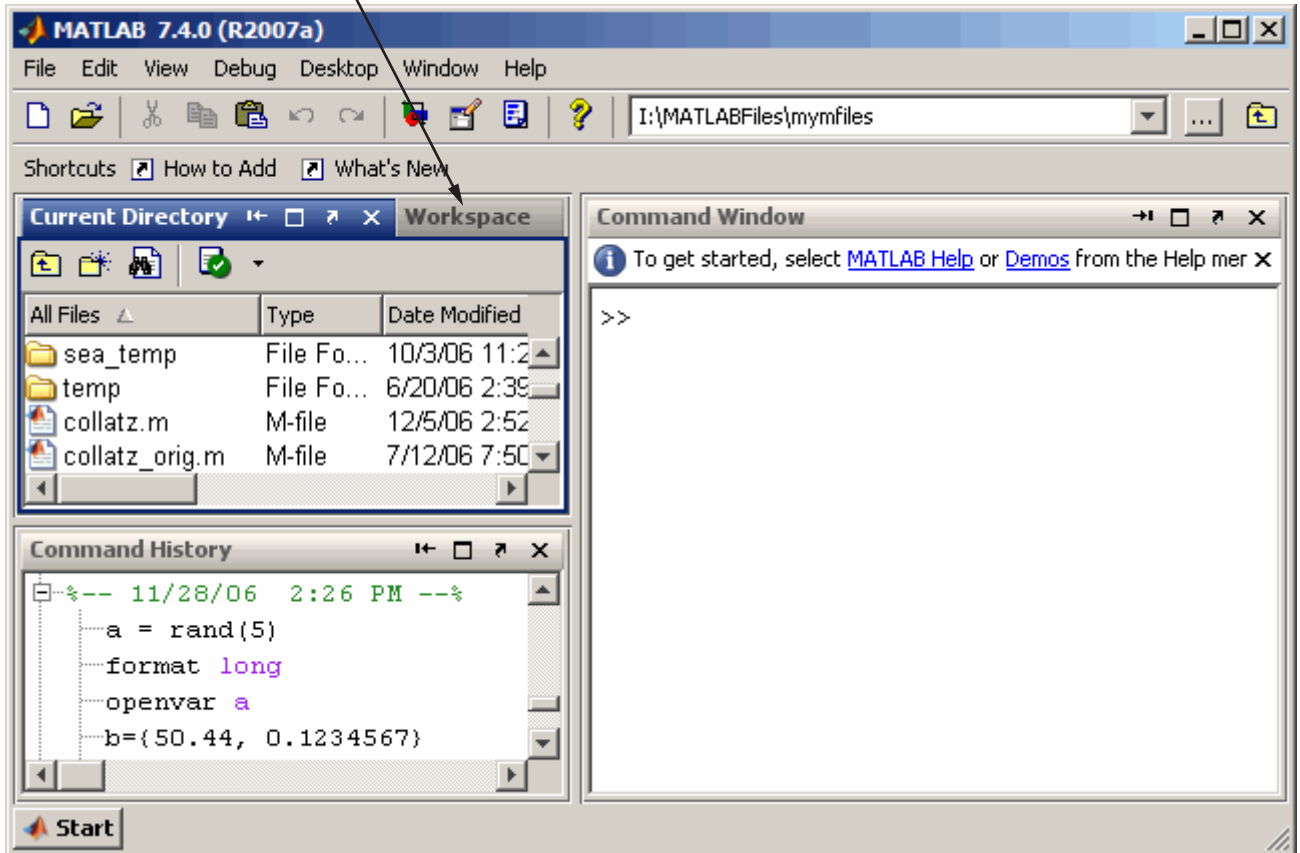 MATLAB 7.4.0 (R2007a)
File Edit View Debug Desktop Window Help
I:\MATLABFiles\mymfiles ...
Shortcuts How to Add What's New
Current Directory Workspace
All Files Type Date Modified
sea_temp File Fo... 10/3/06 11:2
temp File Fo... 6/20/06 2:39
collatz.m M-file 12/5/06 2:52
collatz_orig.m M-file 7/12/06 7:50
Command History
%-- 11/28/06 2:26 PM --%
a = rand(5)
format long
openvar a
b={50.44, 0.1234567}
Command Window
To get started, select MATLAB Help or Demos from the Help mer
>>
Start